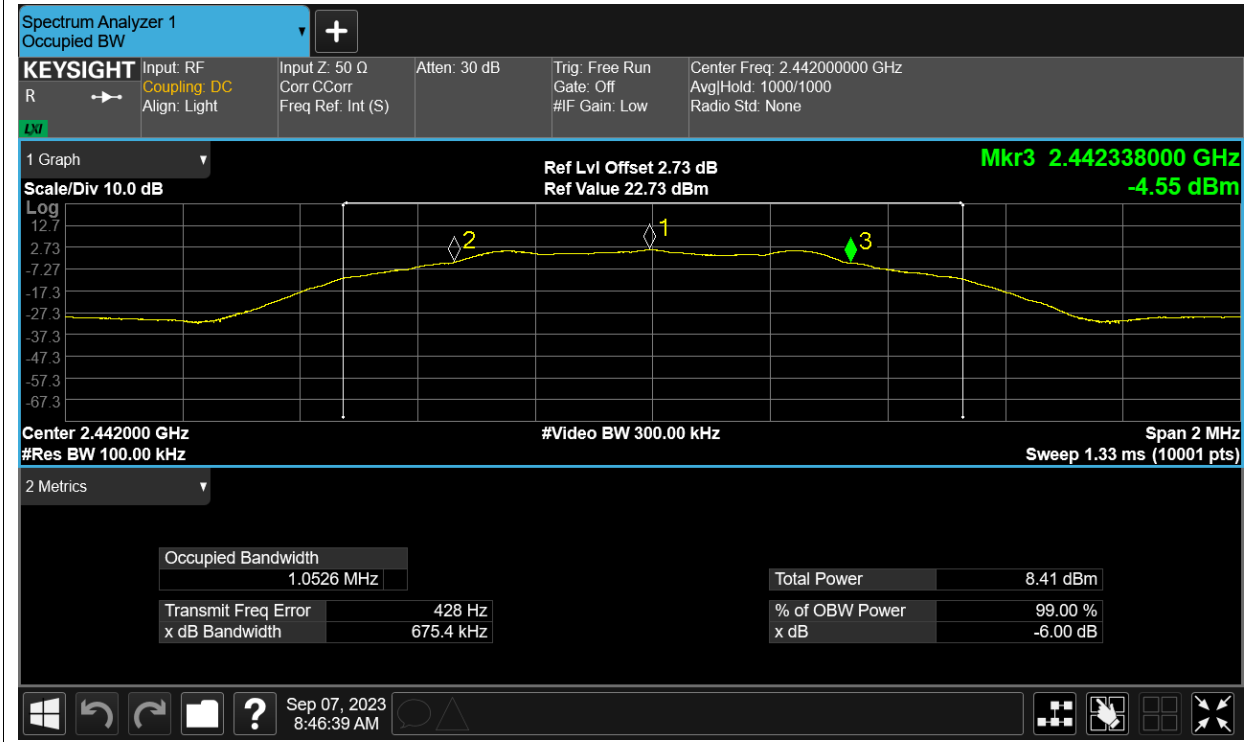 Spectrum Analyzer 1
Occupied BW
KEYSIGHT
R
LXI
Input: RF
Coupling: DC
Align: Light
Input Z: 50 Ω
Corr CCorr
Freq Ref: Int (S)
Atten: 30 dB
Trig: Free Run
Gate: Off
#IF Gain: Low
Center Freq: 2.442000000 GHz
Avg|Hold: 1000/1000
Radio Std: None
1 Graph
Scale/Div 10.0 dB
Ref Lvl Offset 2.73 dB
Ref Value 22.73 dBm
Mkr3 2.442338000 GHz
-4.55 dBm
Log
12.7
2.73
-7.27
-17.3
-27.3
-37.3
-47.3
-57.3
-67.3
2
1
3
Center 2.442000 GHz
#Res BW 100.00 kHz
#Video BW 300.00 kHz
Span 2 MHz
Sweep 1.33 ms (10001 pts)
2 Metrics
Occupied Bandwidth
1.0526 MHz
Transmit Freq Error 428 Hz
x dB Bandwidth 675.4 kHz
Total Power 8.41 dBm
% of OBW Power 99.00 %
x dB -6.00 dB
?
Sep 07, 2023
8:46:39 AM